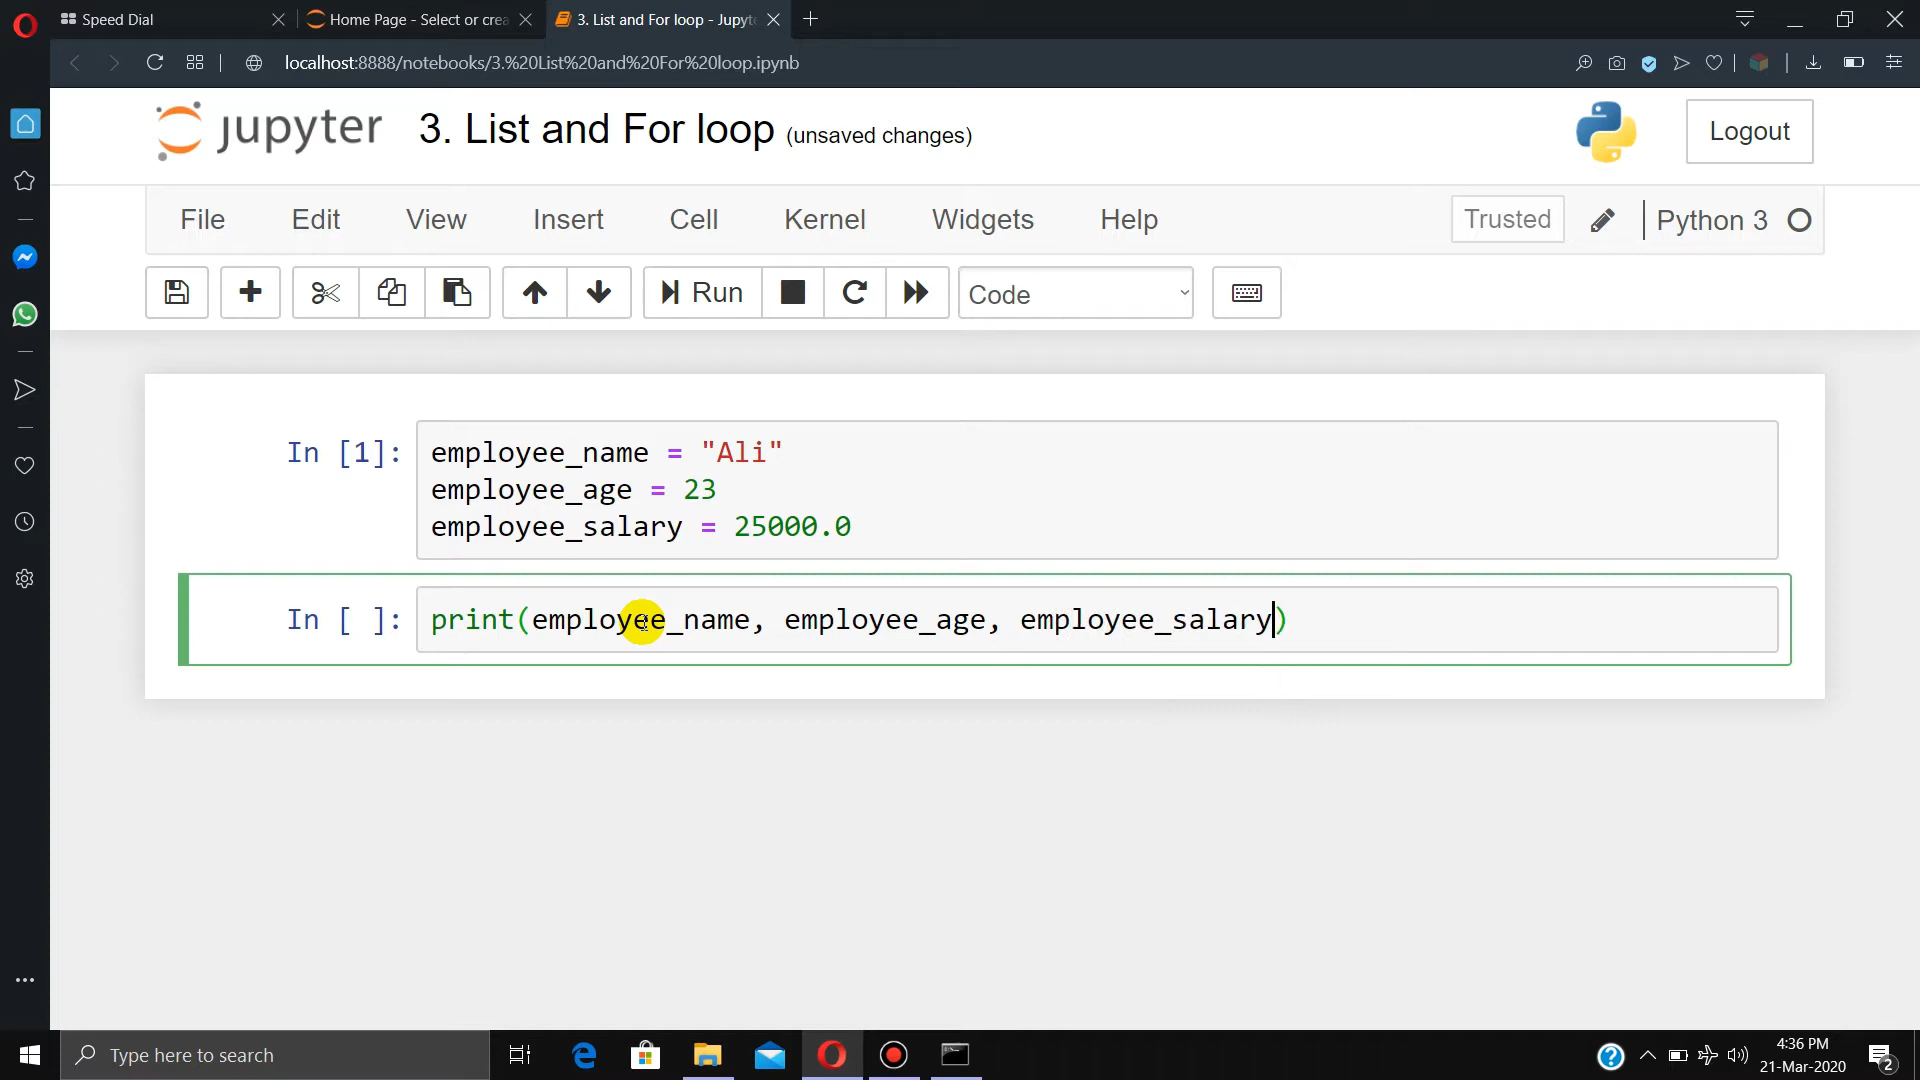 Speed Dial
Home Page - Select or crea
3. List and For loop - Jupyt
localhost:8888/notebooks/3.%20List%20and%20For%20loop.ipynb
jupyter 3. List and For loop (unsaved changes)
Logout
File Edit View Insert Cell Kernel Widgets Help
Trusted Python 3
Run Code
In [1]: employee_name = "Ali"
employee_age = 23
employee_salary = 25000.0
In [ ]: print(employee_name, employee_age, employee_salary)
Type here to search
4:36 PM
21-Mar-2020
2